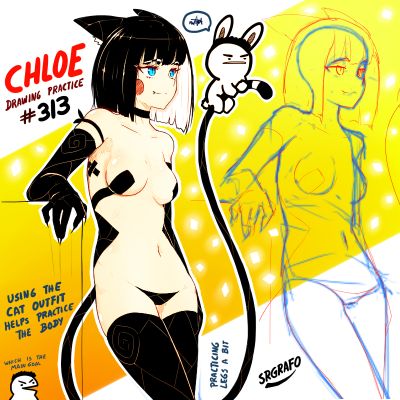 CHLOE
DRAWING PRACTICE
#313
USING THE
CAT OUTFIT
HELPS PRACTICE
THE BODY
WHICH IS THE
MAIN GOAL
PRACTICING
LEGS A BIT
SRGRAFO